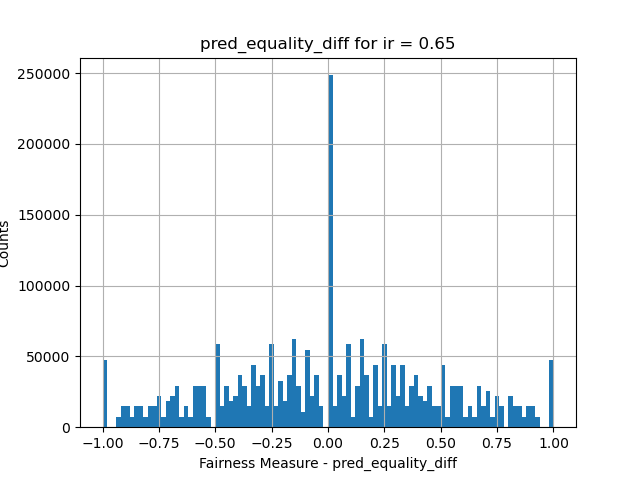 pred_equality_diff for ir = 0.65
250000
200000
150000
100000
50000
0
Counts
−1.00 −0.75 −0.50 −0.25 0.00 0.25 0.50 0.75 1.00
Fairness Measure - pred_equality_diff